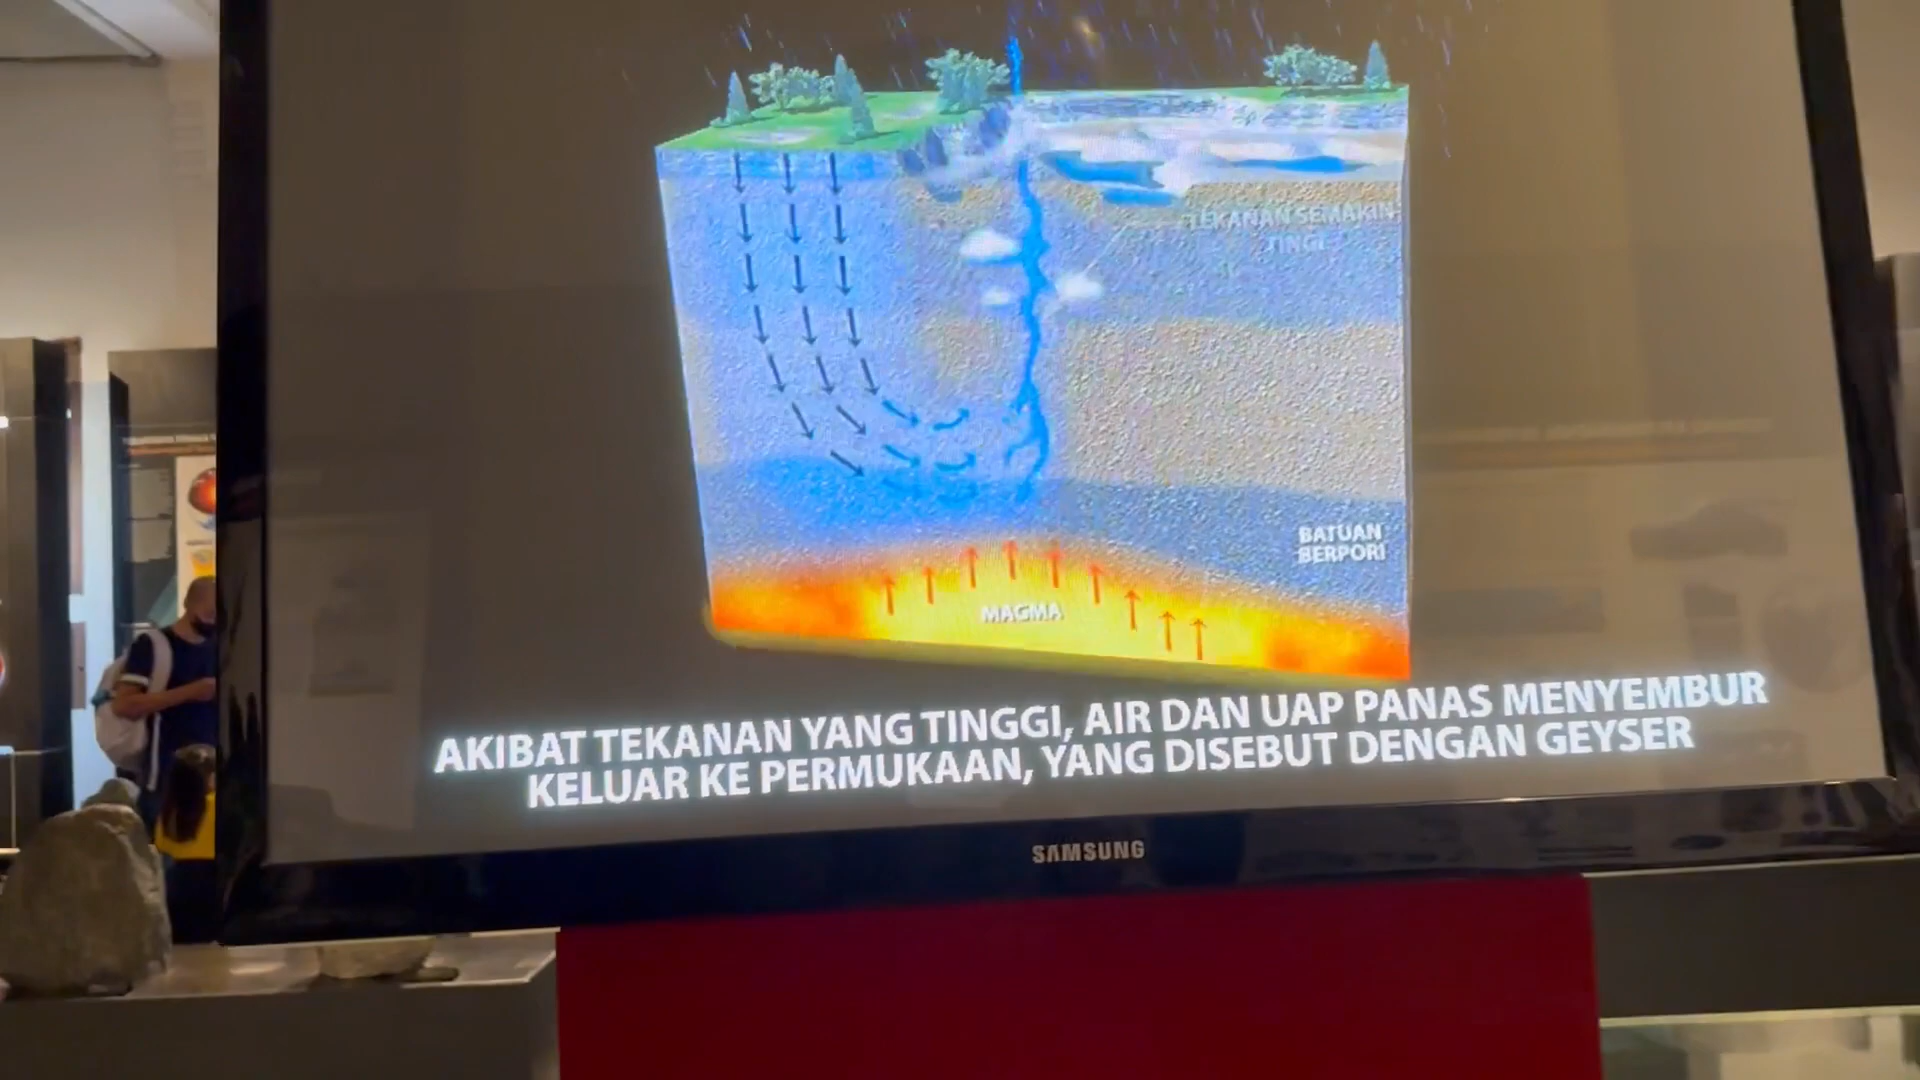 TEKANAN SEMAKIN
TINGI
BATUAN
BERPORI
MAGMA
AKIBAT TEKANAN YANG TINGGI, AIR DAN UAP PANAS MENYEMBUR
KELUAR KE PERMUKAAN, YANG DISEBUT DENGAN GEYSER
SAMSUNG